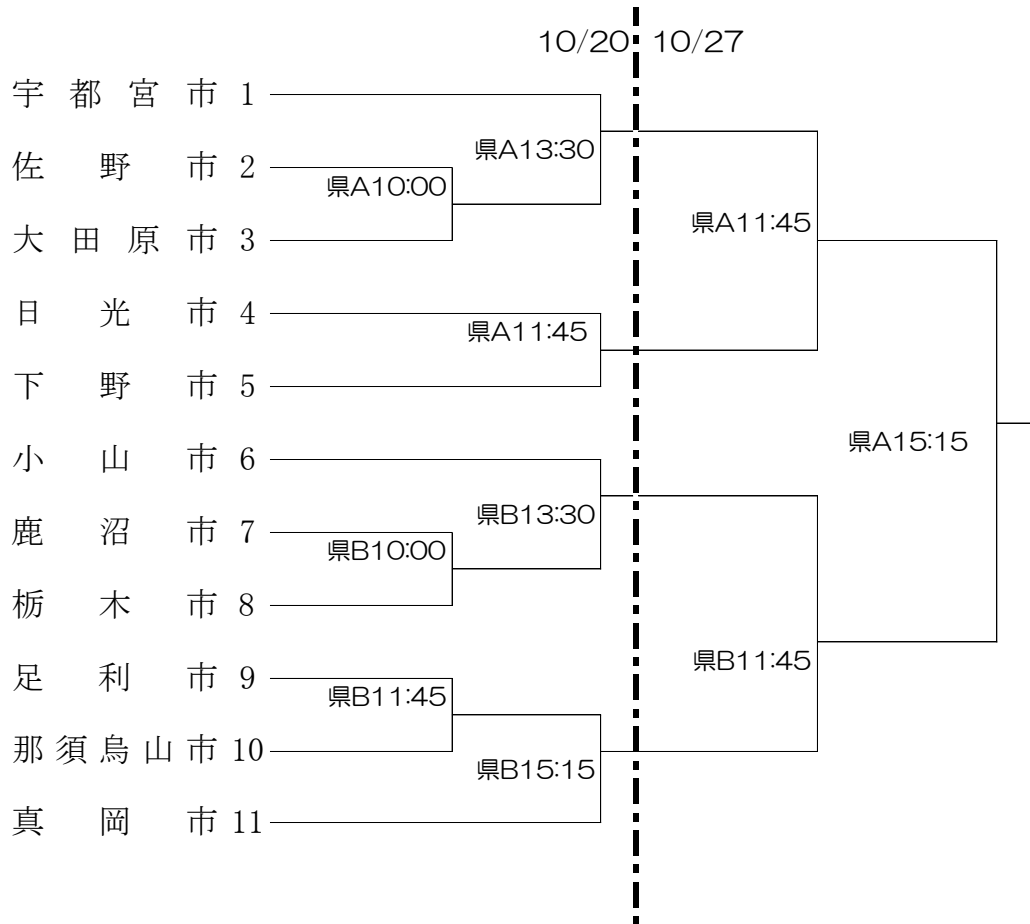 10/20 10/27
宇都宮市 1
県A13:30
佐野市 2
県A10:00
県A11:45
大田原市 3
日光市 4
県A11:45
下野市 5
県A15:15
小山市 6
県B13:30
鹿沼市 7
県B10:00
栃木市 8
県B11:45
足利市 9
県B11:45
那須烏山市 10
県B15:15
真岡市 11